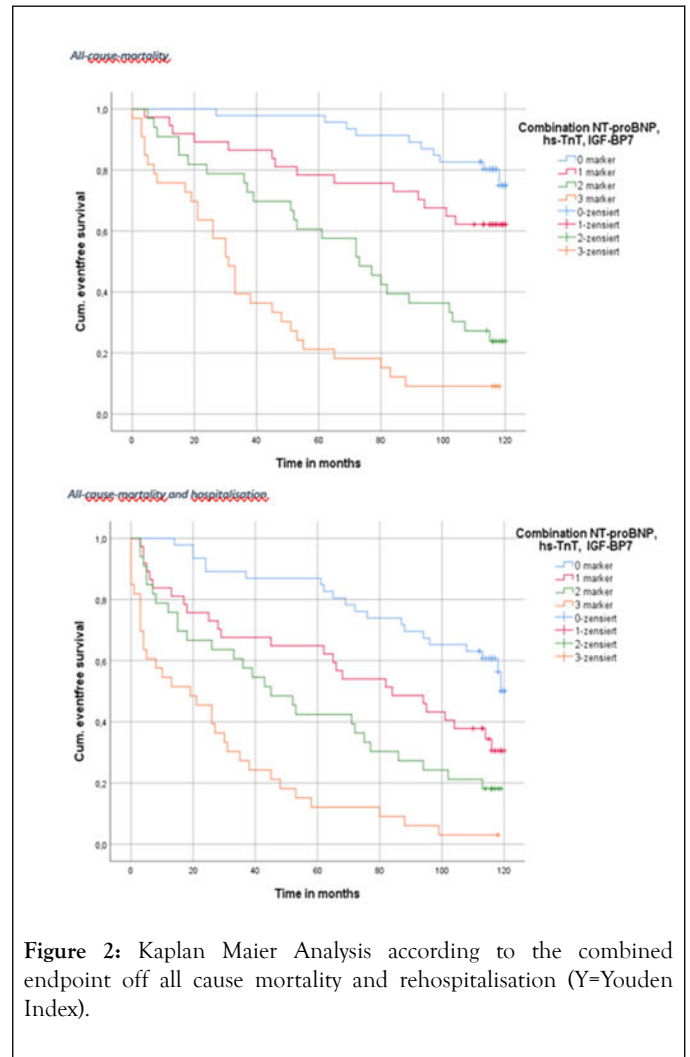 All-cause-mortality
Combination NT-proBNP,
hs-TnT, IGF-BP7
0 marker
1 marker
2 marker
3 marker
0-zensiert
1-zensiert
2-zensiert
3-zensiert
Cum. eventfree survival
1,0
0,8
0,6
0,4
0,2
0,0
0 20 40 60 80 100 120
Time in months
All-cause-mortality and hospitalisation
Combination NT-proBNP,
hs-TnT, IGF-BP7
0 marker
1 marker
2 marker
3 marker
0-zensiert
1-zensiert
2-zensiert
3-zensiert
Cum. eventfree survival
1,0
0,8
0,6
0,4
0,2
0,0
0 20 40 60 80 100 120
Time in months
Figure 2: Kaplan Maier Analysis according to the combined
endpoint off all cause mortality and rehospitalisation (Y=Youden
Index).